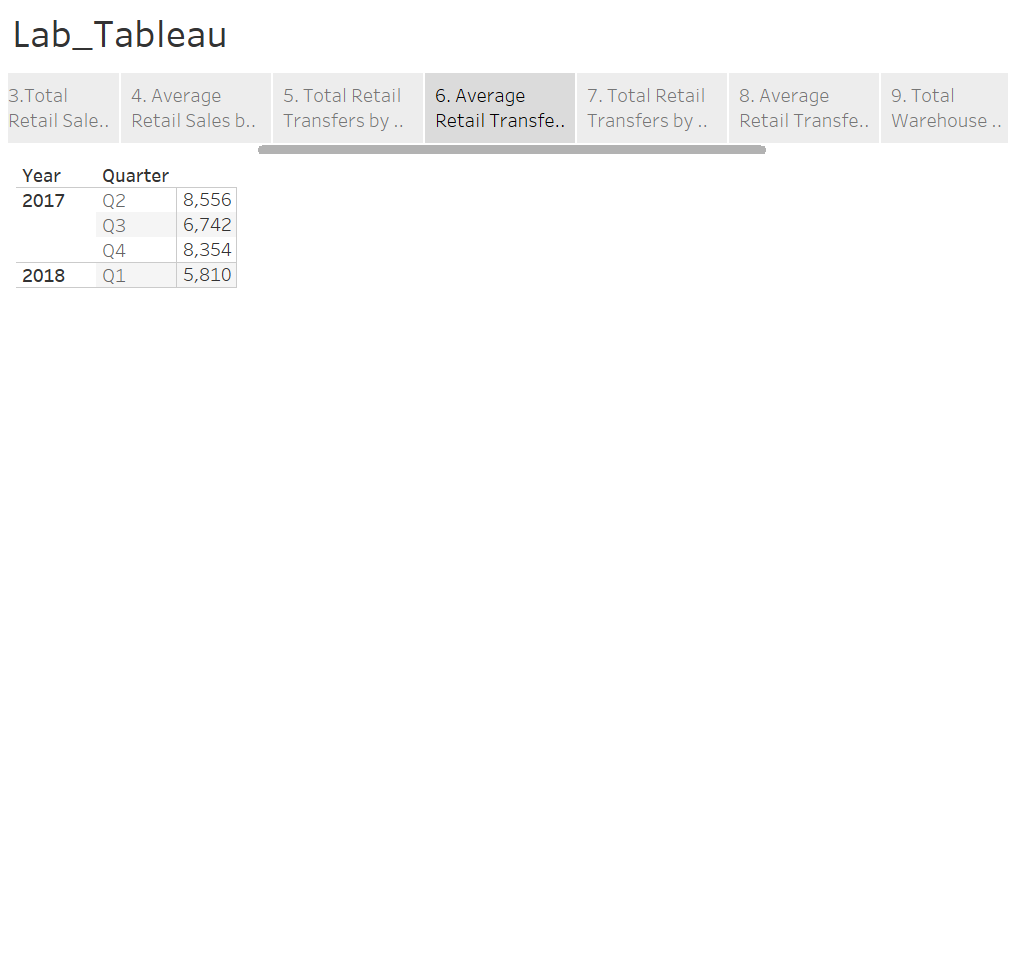 Lab_Tableau
3.Total
Retail Sale..
4. Average
Retail Sales b..
5. Total Retail
Transfers by ..
6. Average
Retail Transfe..
7. Total Retail
Transfers by ..
8. Average
Retail Transfe..
9. Total
Warehouse ..
Year Quarter
2017 Q2 8,556
Q3 6,742
Q4 8,354
2018 Q1 5,810